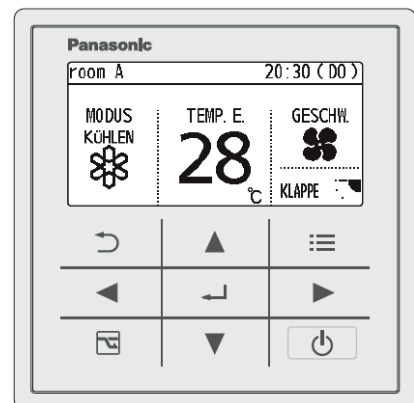 Panasonic
room A 20:30 (DO)
MODUS TEMP. E. GESCHW.
KÜHLEN
28
°C KLAPPE